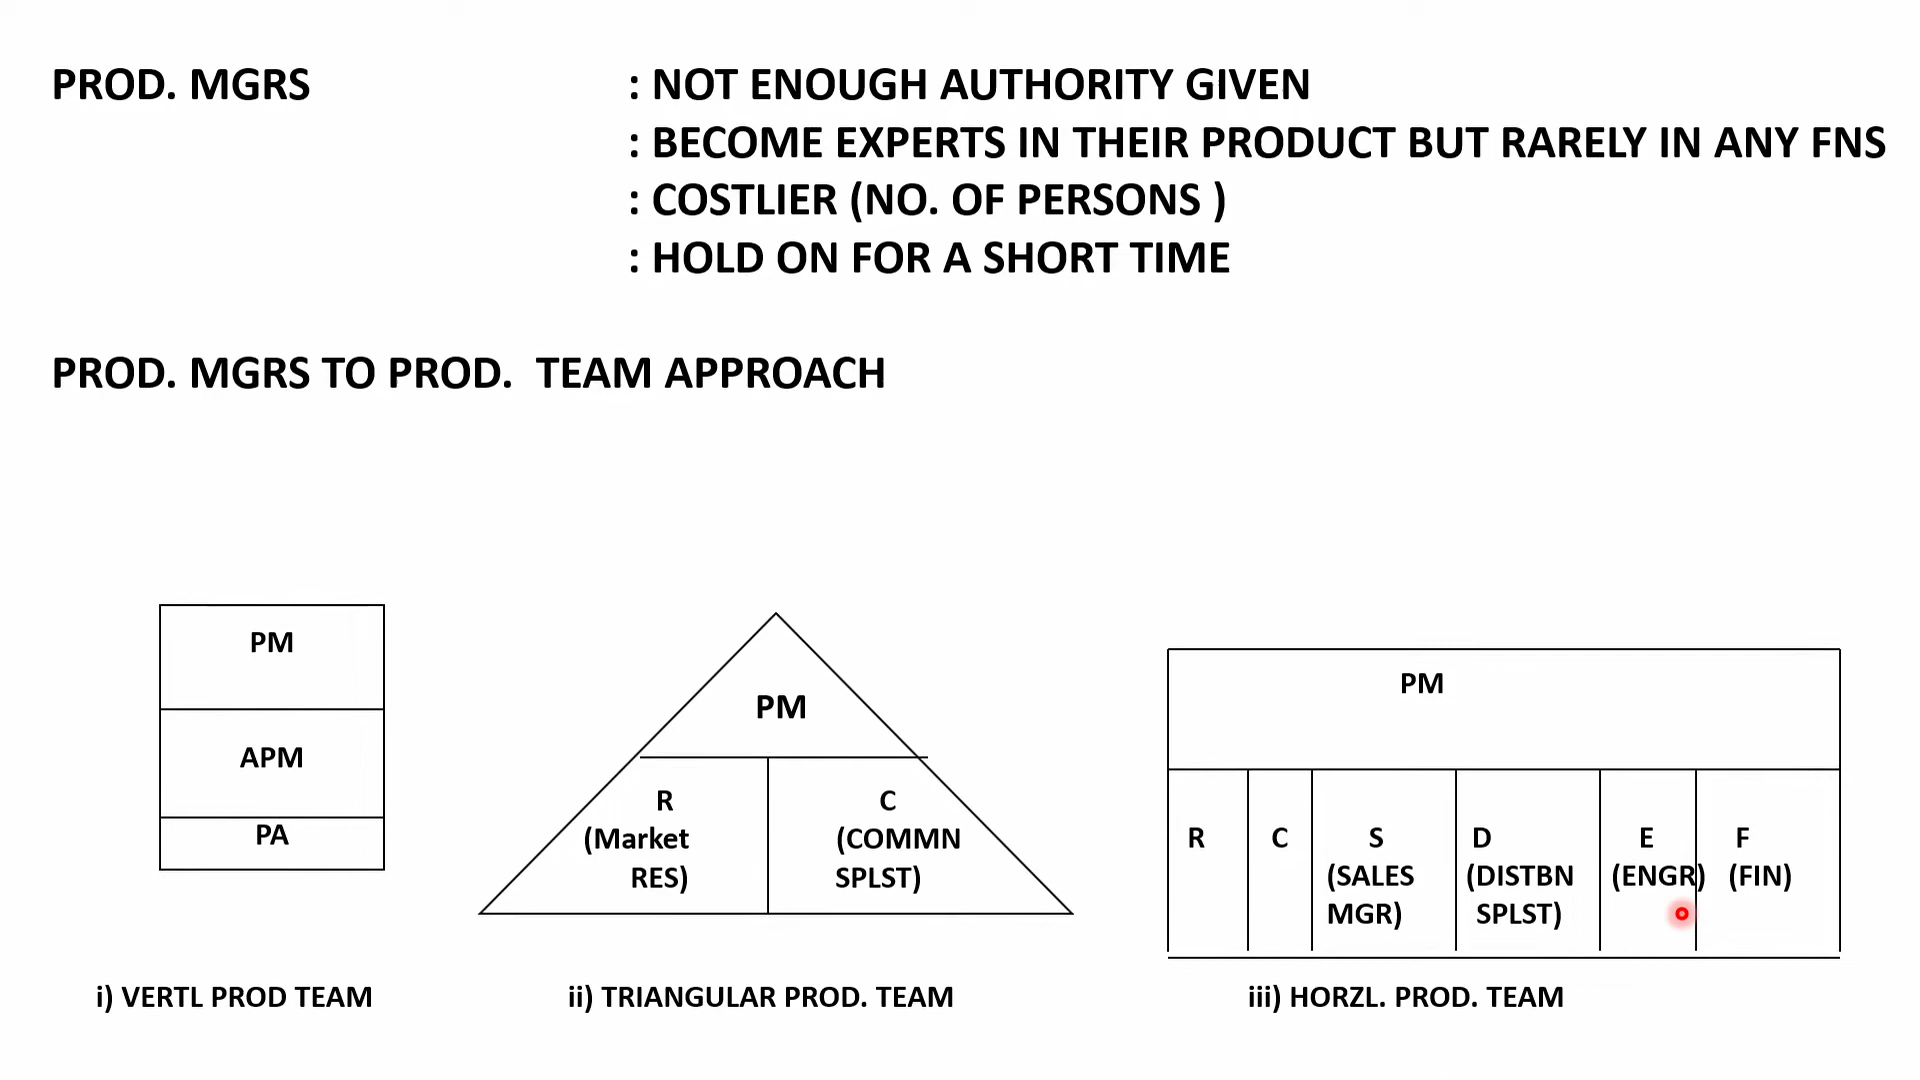 PROD. MGRS : NOT ENOUGH AUTHORITY GIVEN
: BECOME EXPERTS IN THEIR PRODUCT BUT RARELY IN ANY FNS
: COSTLIER (NO. OF PERSONS )
: HOLD ON FOR A SHORT TIME
PROD. MGRS TO PROD. TEAM APPROACH
PM
APM
PA
i) VERTL PROD TEAM
PM
R
(Market
RES)
C
(COMMN
SPLST)
ii) TRIANGULAR PROD. TEAM
PM
R
C
S
(SALES
MGR)
D
(DISTBN
SPLST)
E
(ENGR)
F
(FIN)
iii) HORZL. PROD. TEAM